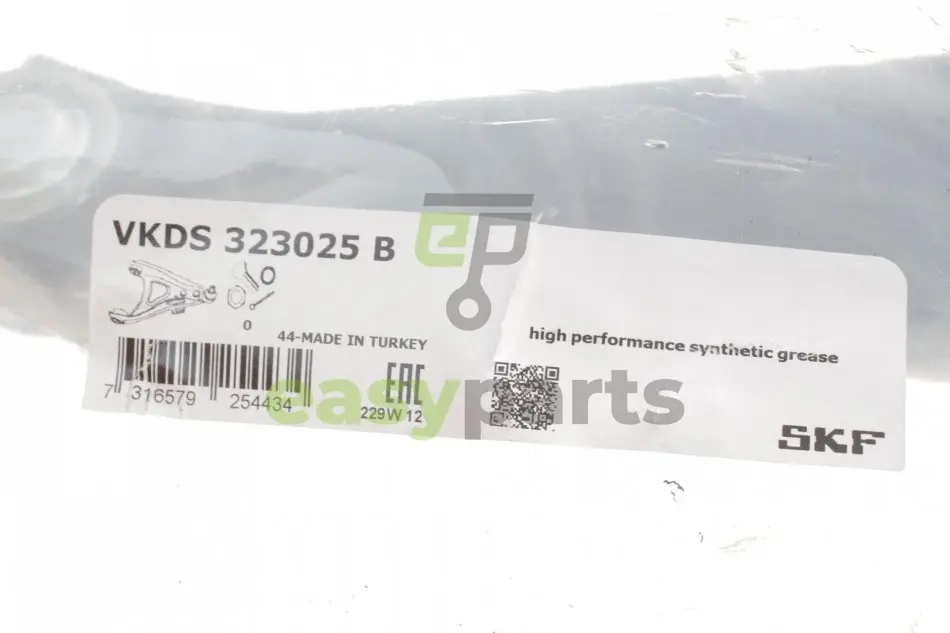 VKDS 323025 B
ep
0
44-MADE IN TURKEY
high performance synthetic grease
EAC
7 316579 254434
easyparts
229W 12
SKF